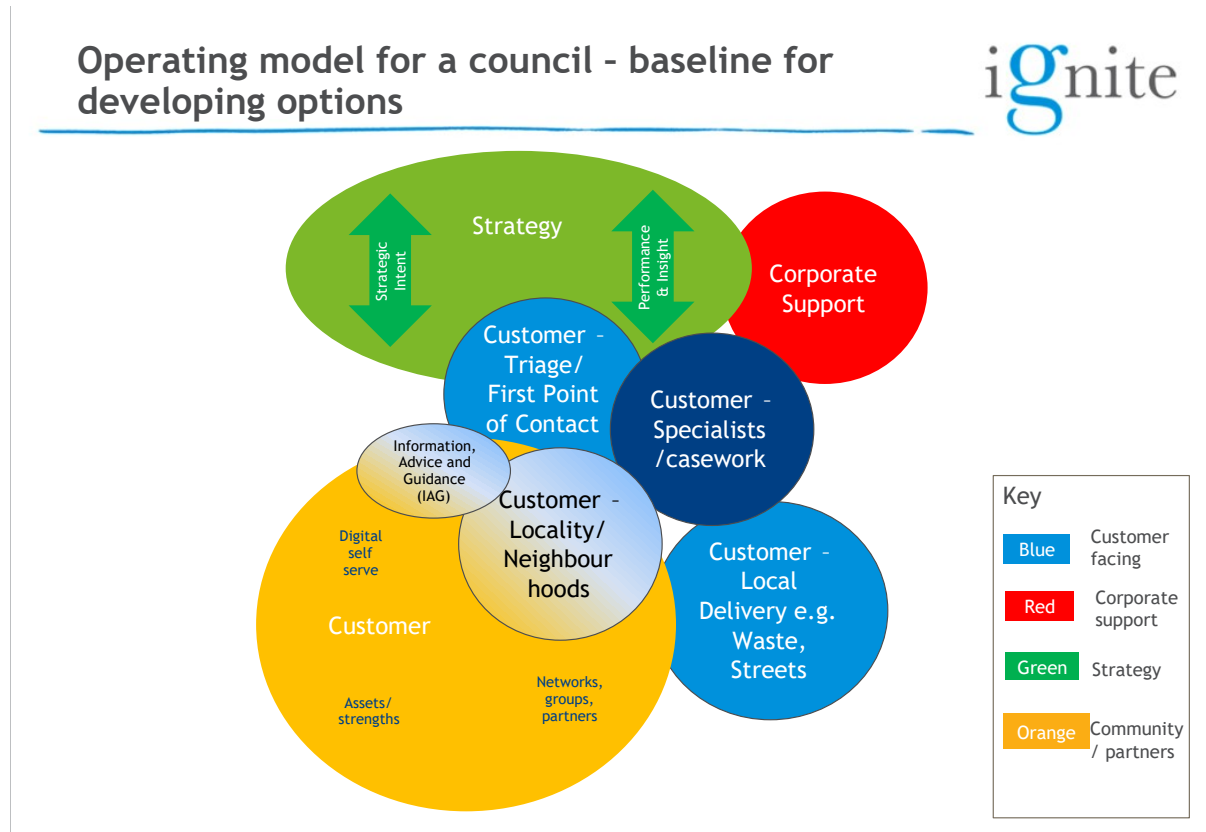 Operating model for a council – baseline for
developing options
ignite
Strategy
Strategic
Intent
Performance
& Insight
Corporate
Support
Customer –
Triage/
First Point
of Contact
Customer –
Specialists
/casework
Information,
Advice and
Guidance
(IAG)
Customer –
Locality/
Neighbour
hoods
Digital
self
serve
Customer
Assets/
strengths
Networks,
groups,
partners
Customer –
Local
Delivery e.g.
Waste,
Streets
Key
Blue
Customer
facing
Red
Corporate
support
Green
Strategy
Orange
Community
/ partners